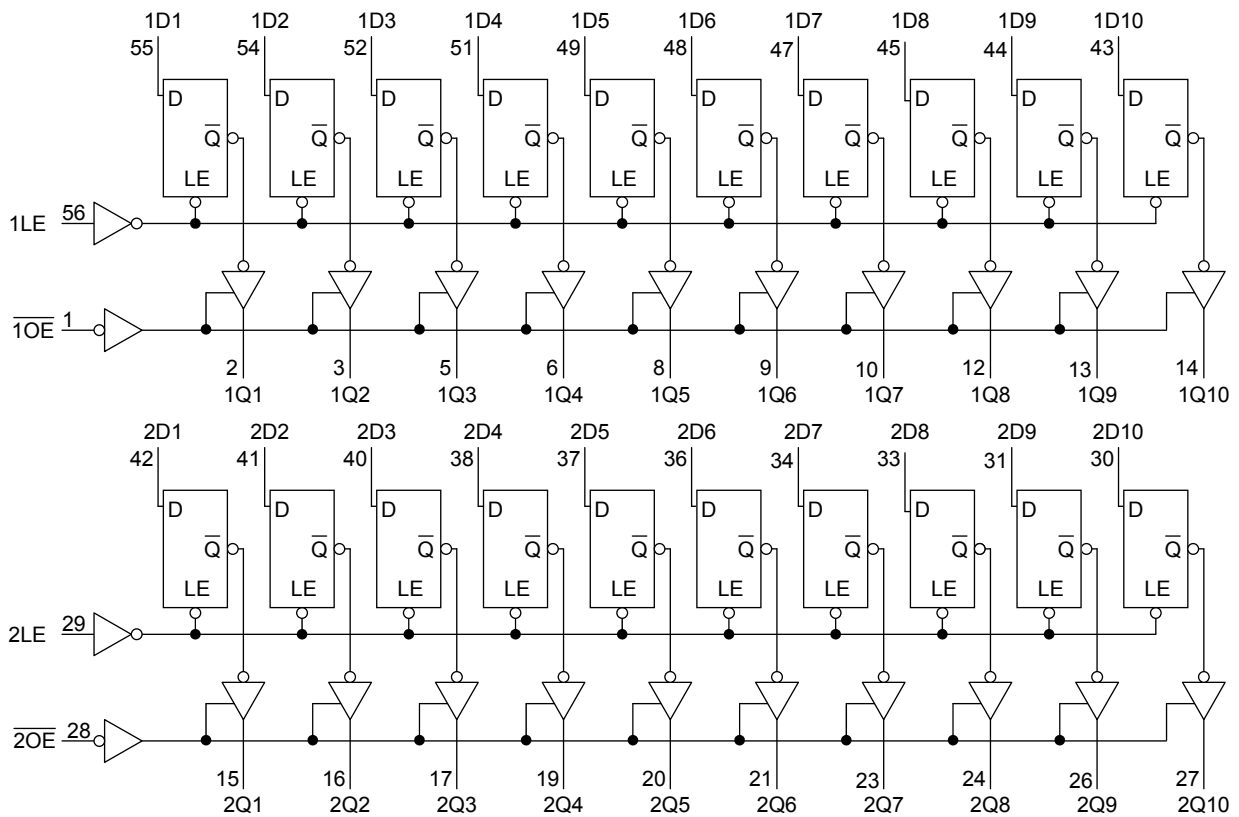 1D1 1D2 1D3 1D4 1D5 1D6 1D7 1D8 1D9 1D10
55 54 52 51 49 48 47 45 44 43
D D D D D D D D D D
Q̅ Q̅ Q̅ Q̅ Q̅ Q̅ Q̅ Q̅ Q̅ Q̅
LE LE LE LE LE LE LE LE LE LE
1LE 56
1̅O̅E̅ 1
2 3 5 6 8 9 10 12 13 14
1Q1 1Q2 1Q3 1Q4 1Q5 1Q6 1Q7 1Q8 1Q9 1Q10
2D1 2D2 2D3 2D4 2D5 2D6 2D7 2D8 2D9 2D10
42 41 40 38 37 36 34 33 31 30
D D D D D D D D D D
Q̅ Q̅ Q̅ Q̅ Q̅ Q̅ Q̅ Q̅ Q̅ Q̅
LE LE LE LE LE LE LE LE LE LE
2LE 29
2̅O̅E̅ 28
15 16 17 19 20 21 23 24 26 27
2Q1 2Q2 2Q3 2Q4 2Q5 2Q6 2Q7 2Q8 2Q9 2Q10